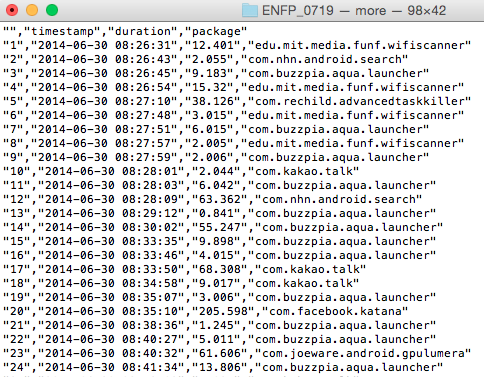 ENFP_0719 — more — 98×42
"","timestamp","duration","package"
"1","2014-06-30 08:26:31","12.401","edu.mit.media.funf.wifiscanner"
"2","2014-06-30 08:26:43","2.055","com.nhn.android.search"
"3","2014-06-30 08:26:45","9.183","com.buzzpia.aqua.launcher"
"4","2014-06-30 08:26:54","15.32","edu.mit.media.funf.wifiscanner"
"5","2014-06-30 08:27:10","38.126","com.rechild.advancedtaskkiller"
"6","2014-06-30 08:27:48","3.015","edu.mit.media.funf.wifiscanner"
"7","2014-06-30 08:27:51","6.015","com.buzzpia.aqua.launcher"
"8","2014-06-30 08:27:57","2.005","edu.mit.media.funf.wifiscanner"
"9","2014-06-30 08:27:59","2.006","com.buzzpia.aqua.launcher"
"10","2014-06-30 08:28:01","2.044","com.kakao.talk"
"11","2014-06-30 08:28:03","6.042","com.buzzpia.aqua.launcher"
"12","2014-06-30 08:28:09","63.362","com.nhn.android.search"
"13","2014-06-30 08:29:12","0.841","com.buzzpia.aqua.launcher"
"14","2014-06-30 08:30:02","55.247","com.buzzpia.aqua.launcher"
"15","2014-06-30 08:33:35","9.898","com.buzzpia.aqua.launcher"
"16","2014-06-30 08:33:46","4.015","com.buzzpia.aqua.launcher"
"17","2014-06-30 08:33:50","68.308","com.kakao.talk"
"18","2014-06-30 08:34:58","9.017","com.kakao.talk"
"19","2014-06-30 08:35:07","3.006","com.buzzpia.aqua.launcher"
"20","2014-06-30 08:35:10","205.598","com.facebook.katana"
"21","2014-06-30 08:38:36","1.245","com.buzzpia.aqua.launcher"
"22","2014-06-30 08:40:27","5.011","com.buzzpia.aqua.launcher"
"23","2014-06-30 08:40:32","61.606","com.joeware.android.gpulumera"
"24","2014-06-30 08:41:34","13.806","com.buzzpia.aqua.launcher"